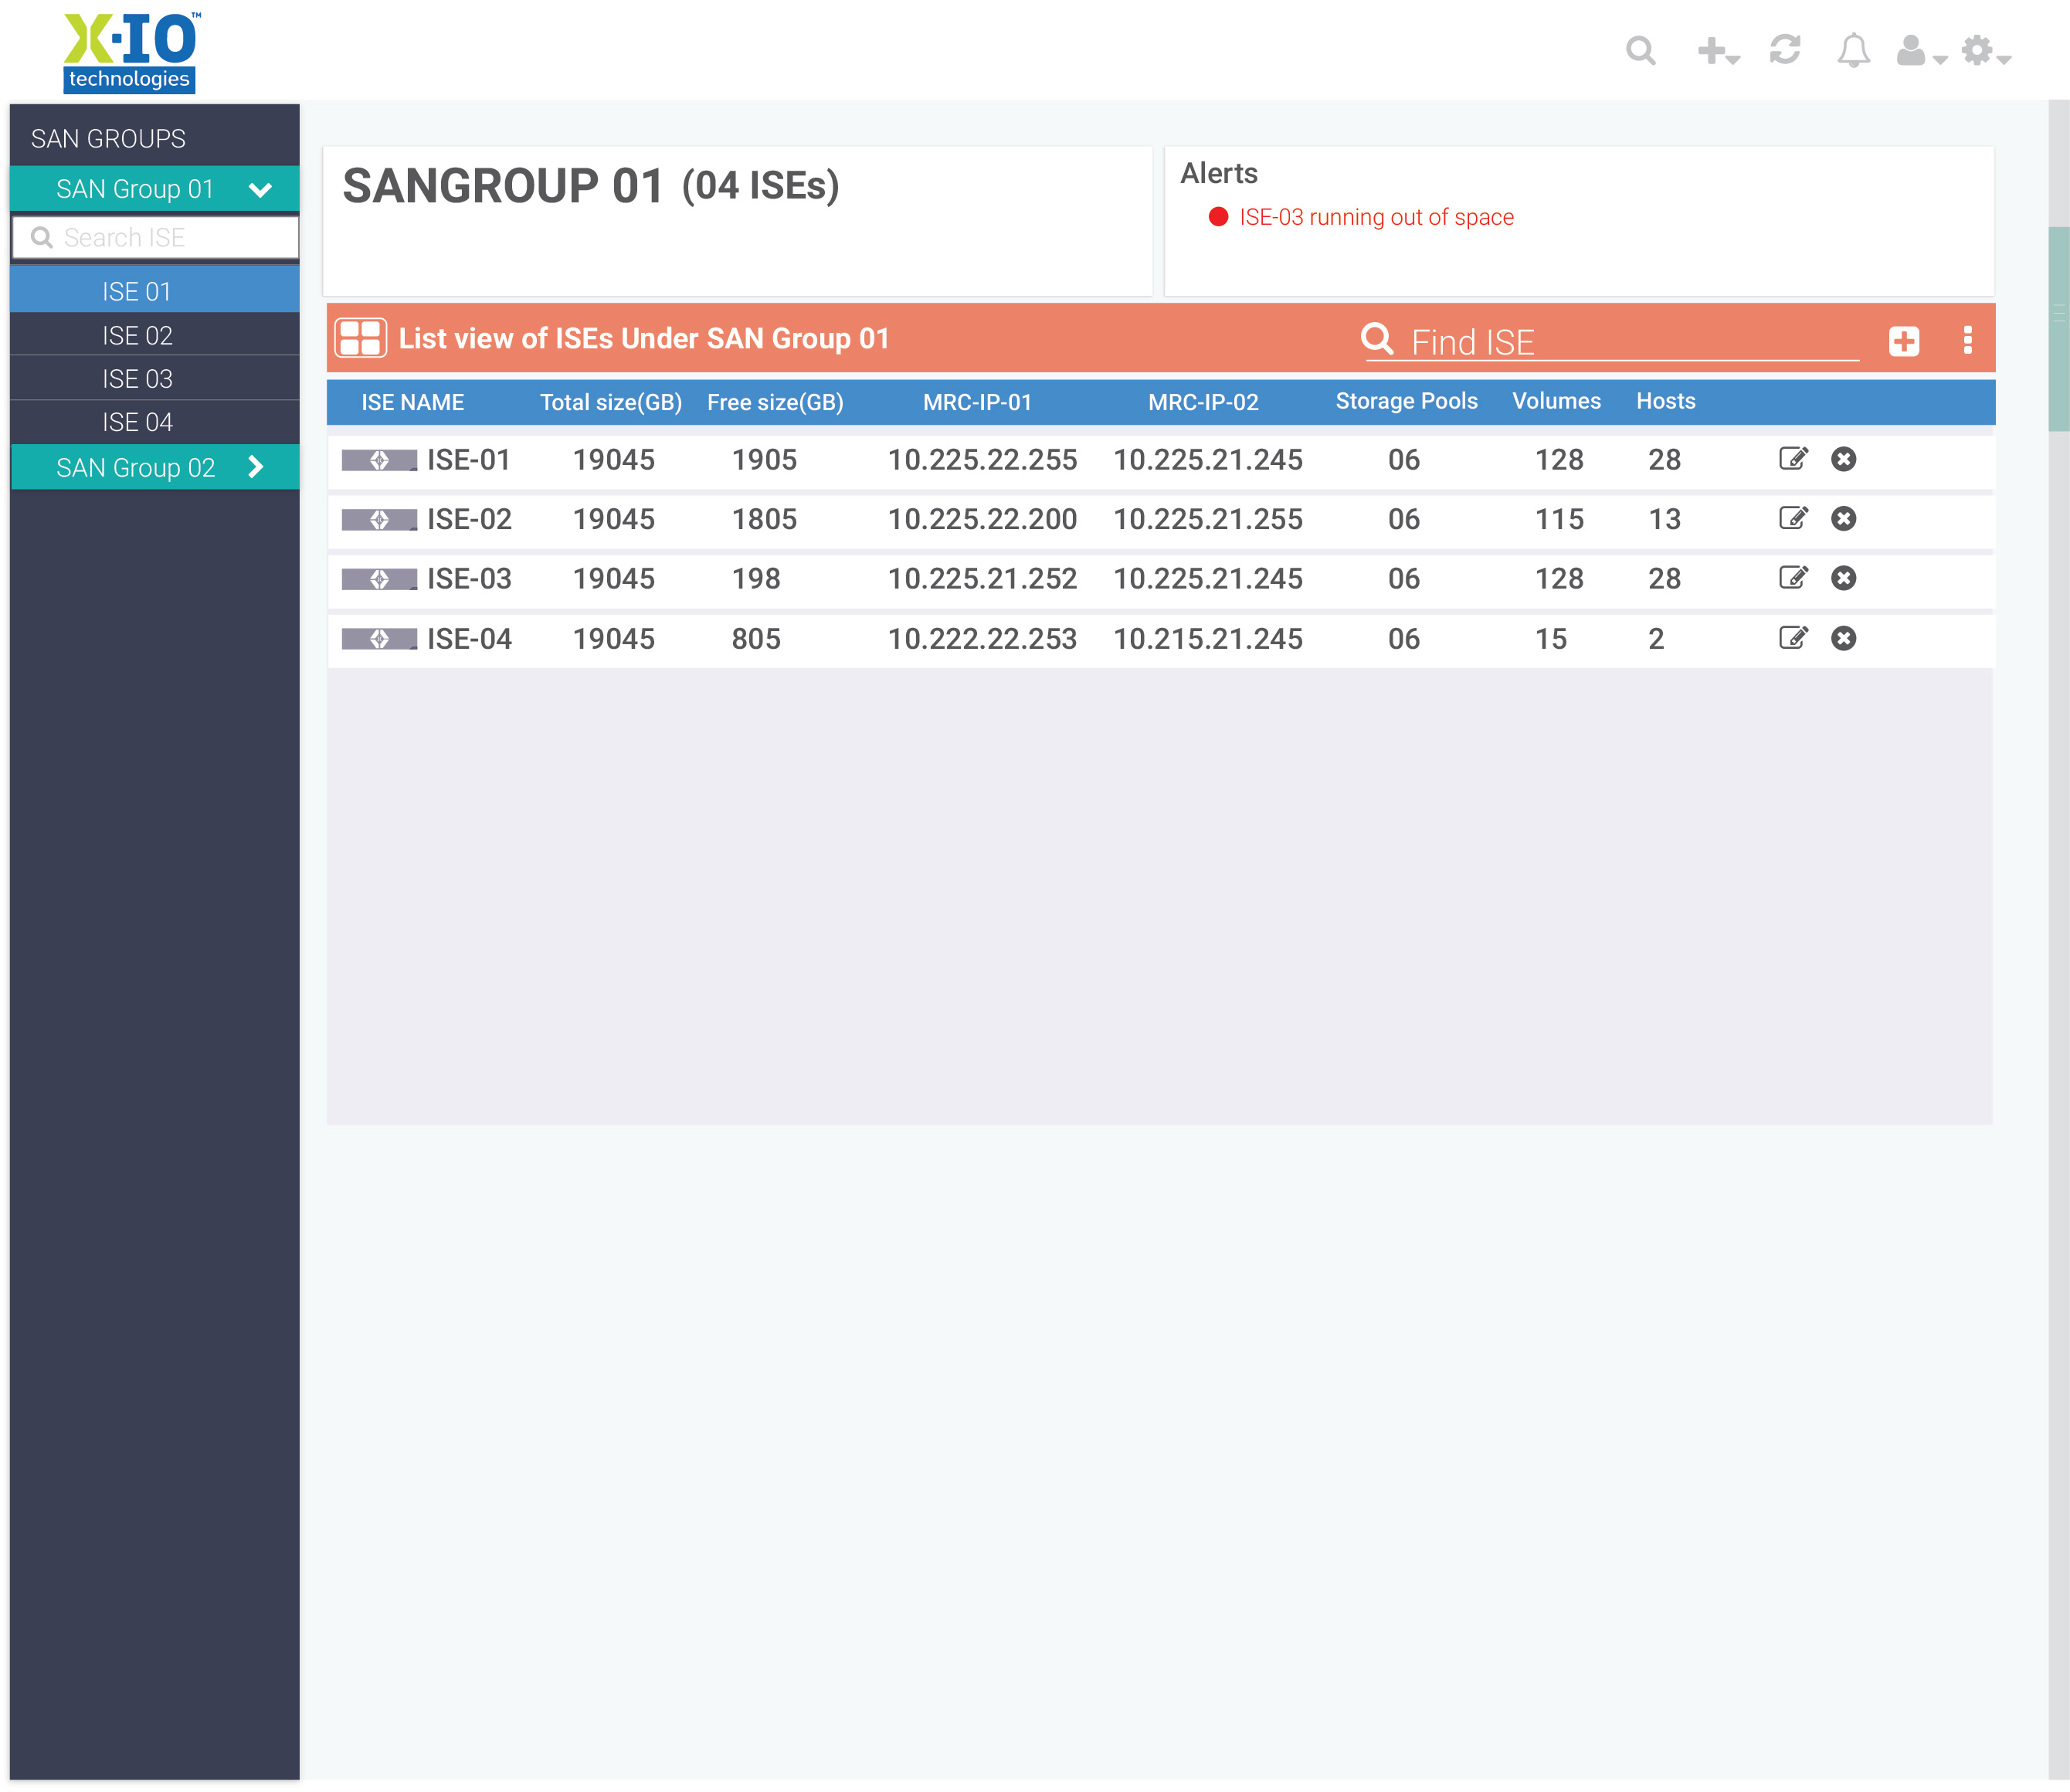 X-IO™
technologies
SAN GROUPS
SAN Group 01
Search ISE
ISE 01
ISE 02
ISE 03
ISE 04
SAN Group 02
SANGROUP 01 (04 ISEs)
Alerts
ISE-03 running out of space
List view of ISEs Under SAN Group 01 Find ISE
ISE NAME Total size(GB) Free size(GB) MRC-IP-01 MRC-IP-02 Storage Pools Volumes Hosts
ISE-01 19045 1905 10.225.22.255 10.225.21.245 06 128 28
ISE-02 19045 1805 10.225.22.200 10.225.21.255 06 115 13
ISE-03 19045 198 10.225.21.252 10.225.21.245 06 128 28
ISE-04 19045 805 10.222.22.253 10.215.21.245 06 15 2